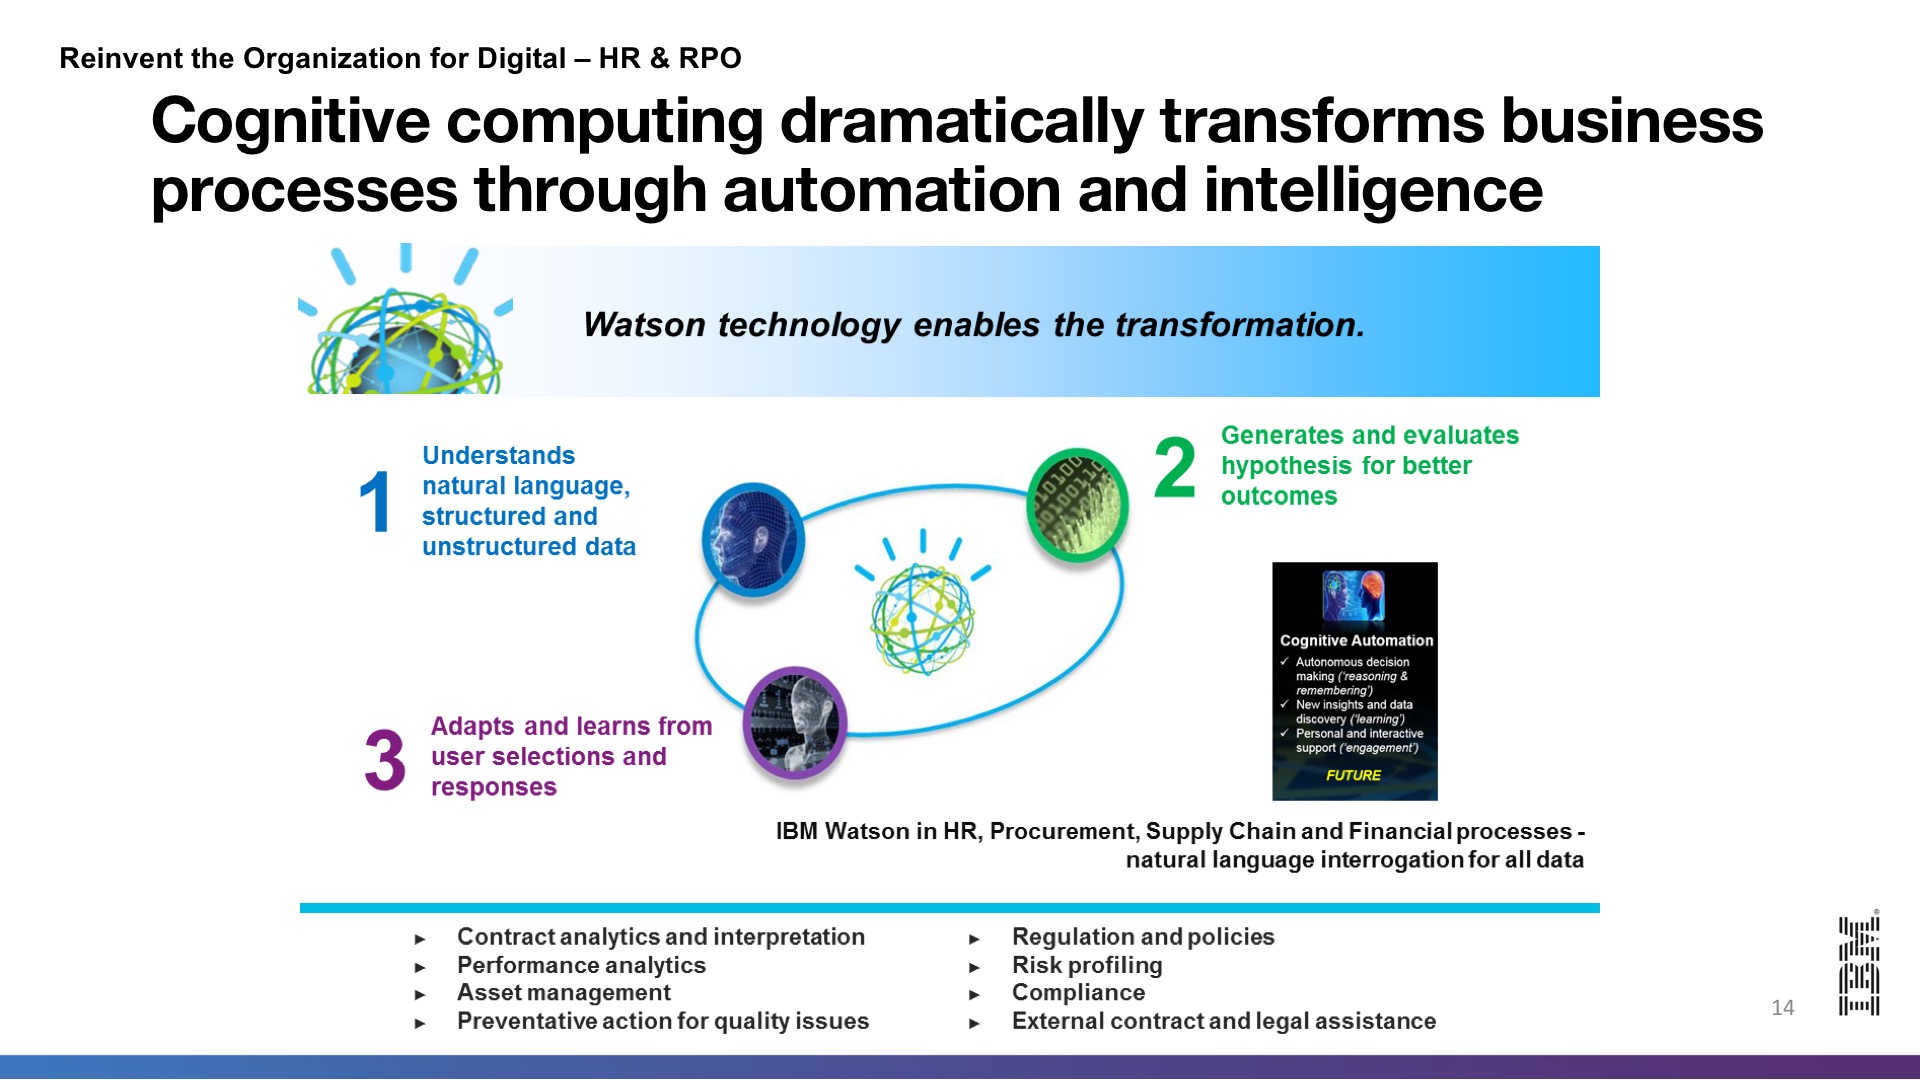 Reinvent the Organization for Digital – HR & RPO
Cognitive computing dramatically transforms business
processes through automation and intelligence
Watson technology enables the transformation.
1
Understands
natural language,
structured and
unstructured data
2
Generates and evaluates
hypothesis for better
outcomes
Cognitive Automation
✓ Autonomous decision
making (‘reasoning &
remembering’)
✓ New insights and data
discovery (‘learning’)
✓ Personal and interactive
support (‘engagement’)
FUTURE
3
Adapts and learns from
user selections and
responses
IBM Watson in HR, Procurement, Supply Chain and Financial processes -
natural language interrogation for all data
► Contract analytics and interpretation
► Performance analytics
► Asset management
► Preventative action for quality issues
► Regulation and policies
► Risk profiling
► Compliance
► External contract and legal assistance
14
IBM®